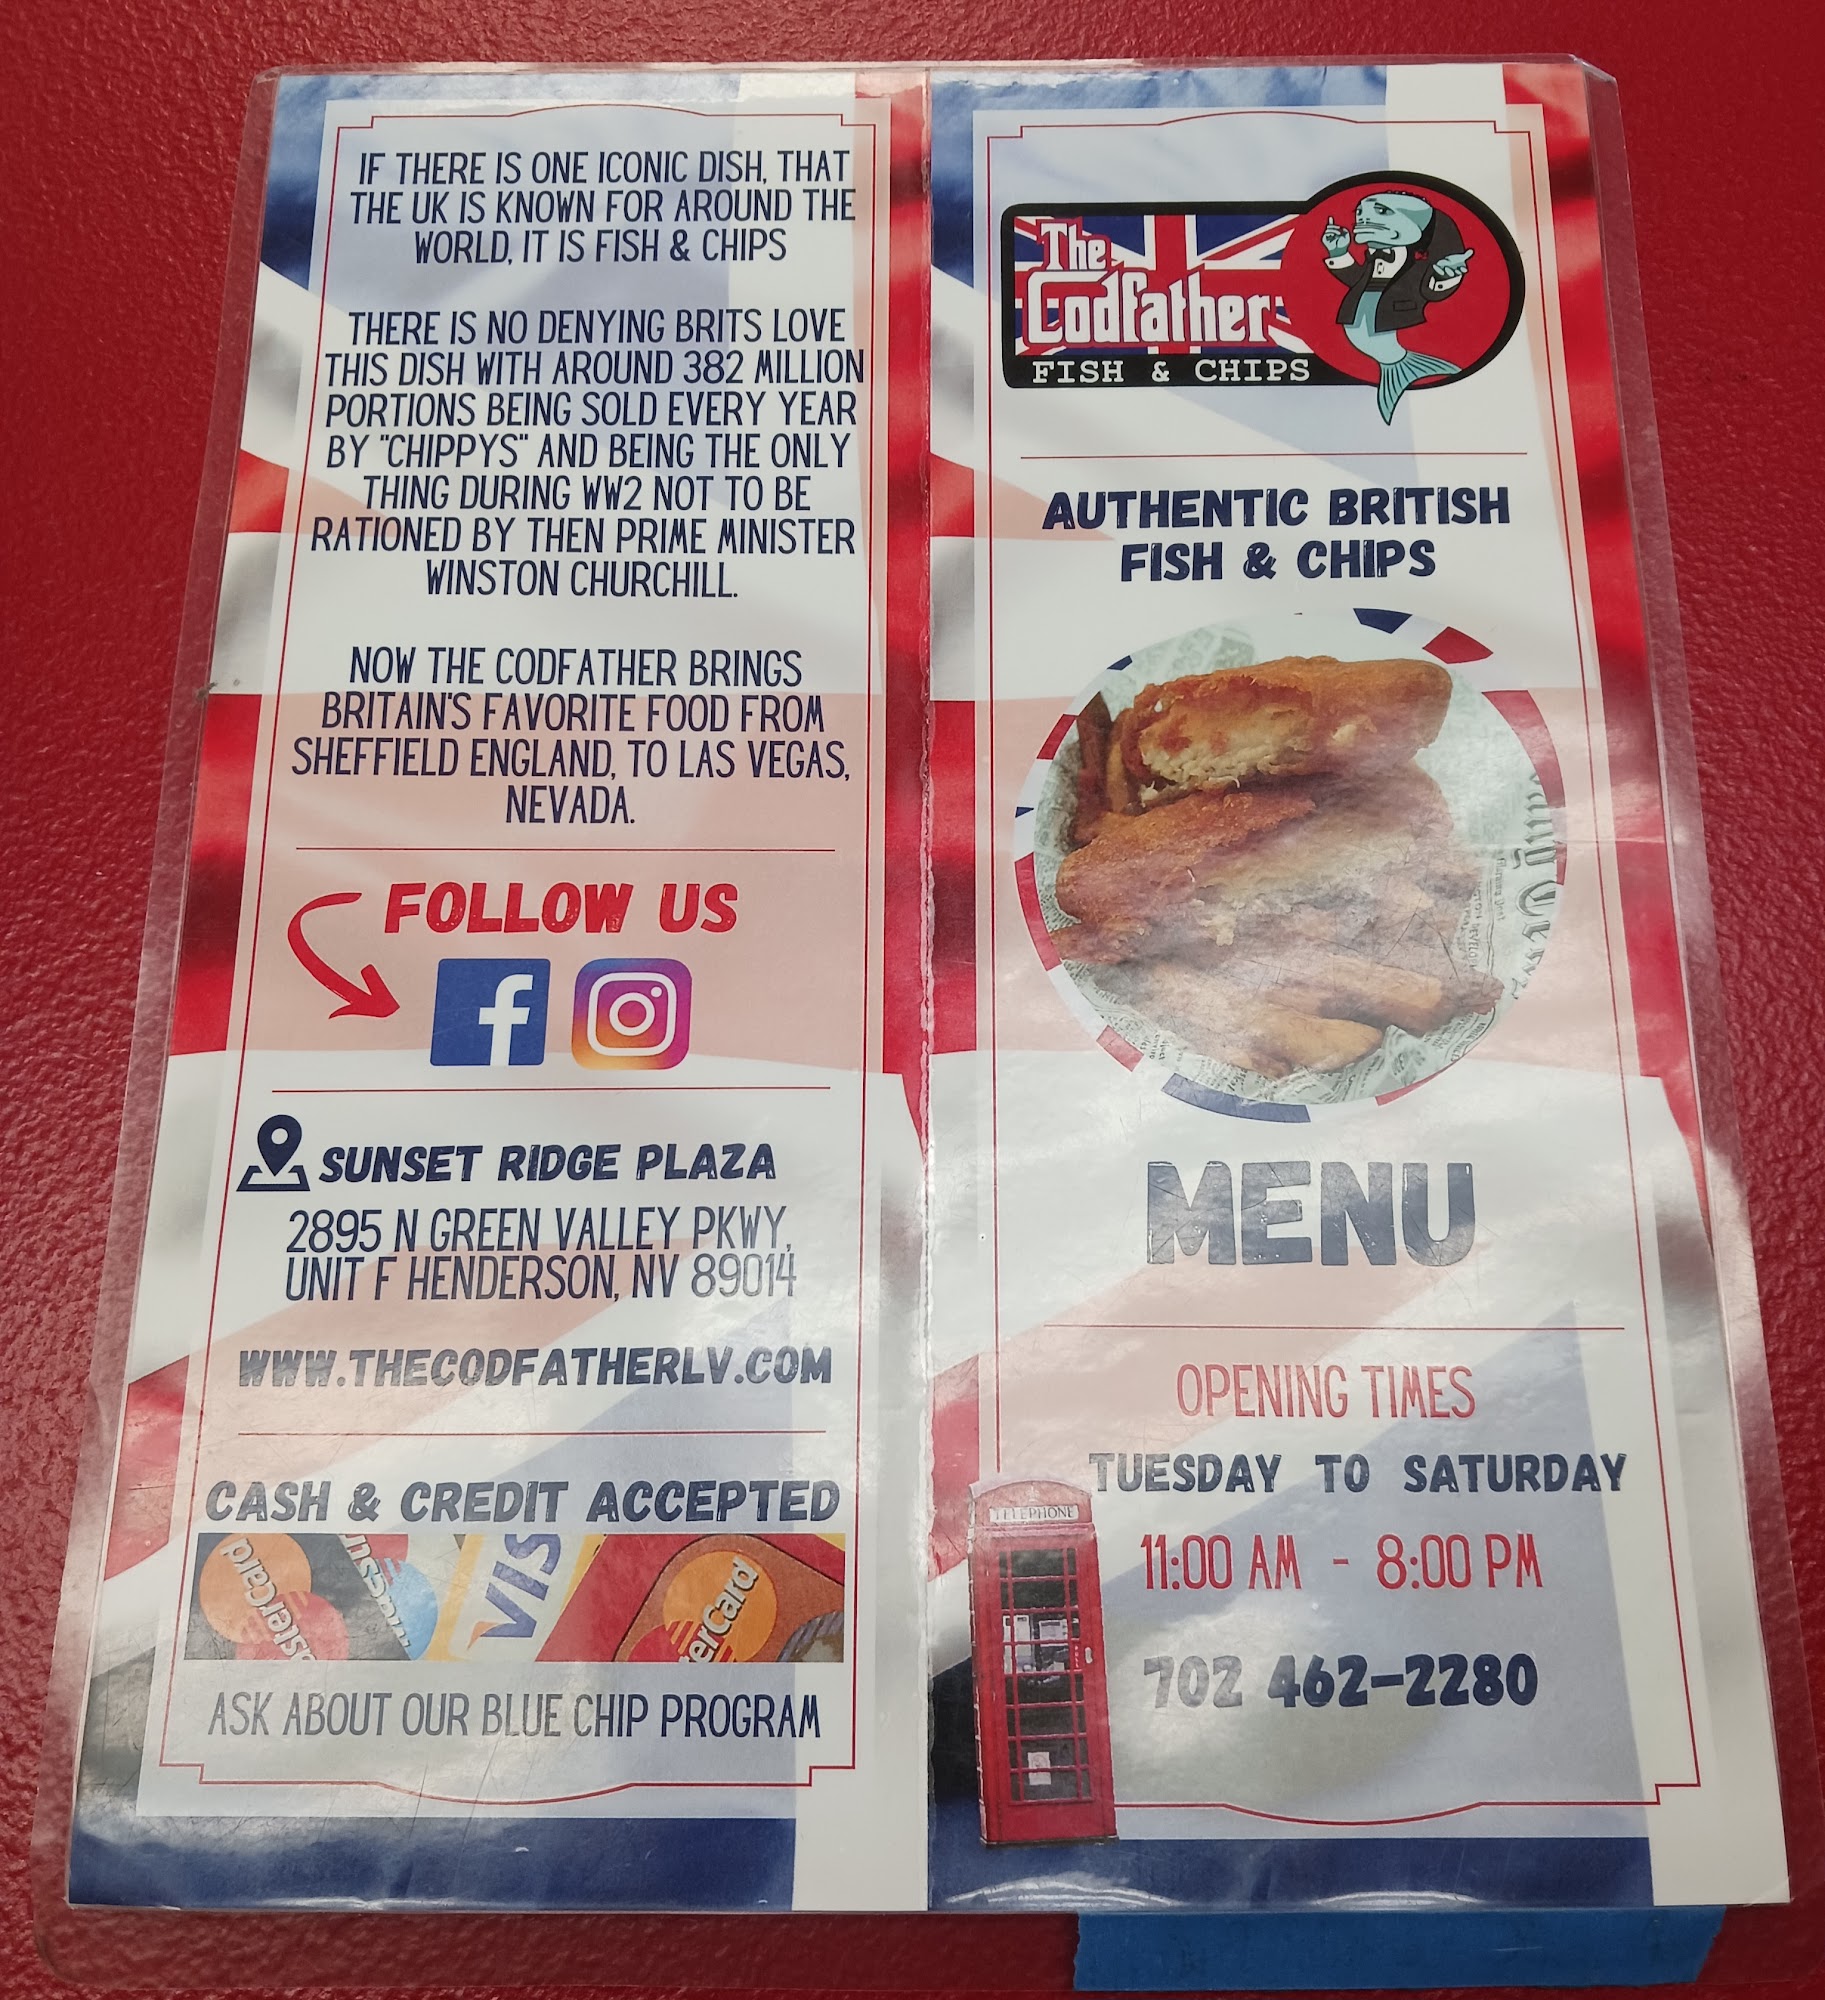 IF THERE IS ONE ICONIC DISH, THAT
THE UK IS KNOWN FOR AROUND THE
WORLD, IT IS FISH & CHIPS
THERE IS NO DENYING BRITS LOVE
THIS DISH WITH AROUND 382 MILLION
PORTIONS BEING SOLD EVERY YEAR
BY "CHIPPYS" AND BEING THE ONLY
THING DURING WW2 NOT TO BE
RATIONED BY THEN PRIME MINISTER
WINSTON CHURCHILL.
NOW THE CODFATHER BRINGS
BRITAIN'S FAVORITE FOOD FROM
SHEFFIELD ENGLAND, TO LAS VEGAS,
NEVADA.
FOLLOW US
SUNSET RIDGE PLAZA
2895 N GREEN VALLEY PKWY,
UNIT F HENDERSON, NV 89014
WWW.THECODFATHERLV.COM
CASH & CREDIT ACCEPTED
MasterCard
VISA
MasterCard
ASK ABOUT OUR BLUE CHIP PROGRAM
The
Codfather
FISH & CHIPS
AUTHENTIC BRITISH
FISH & CHIPS
MENU
OPENING TIMES
TUESDAY TO SATURDAY
TELEPHONE
11:00 AM - 8:00 PM
702 462-2280